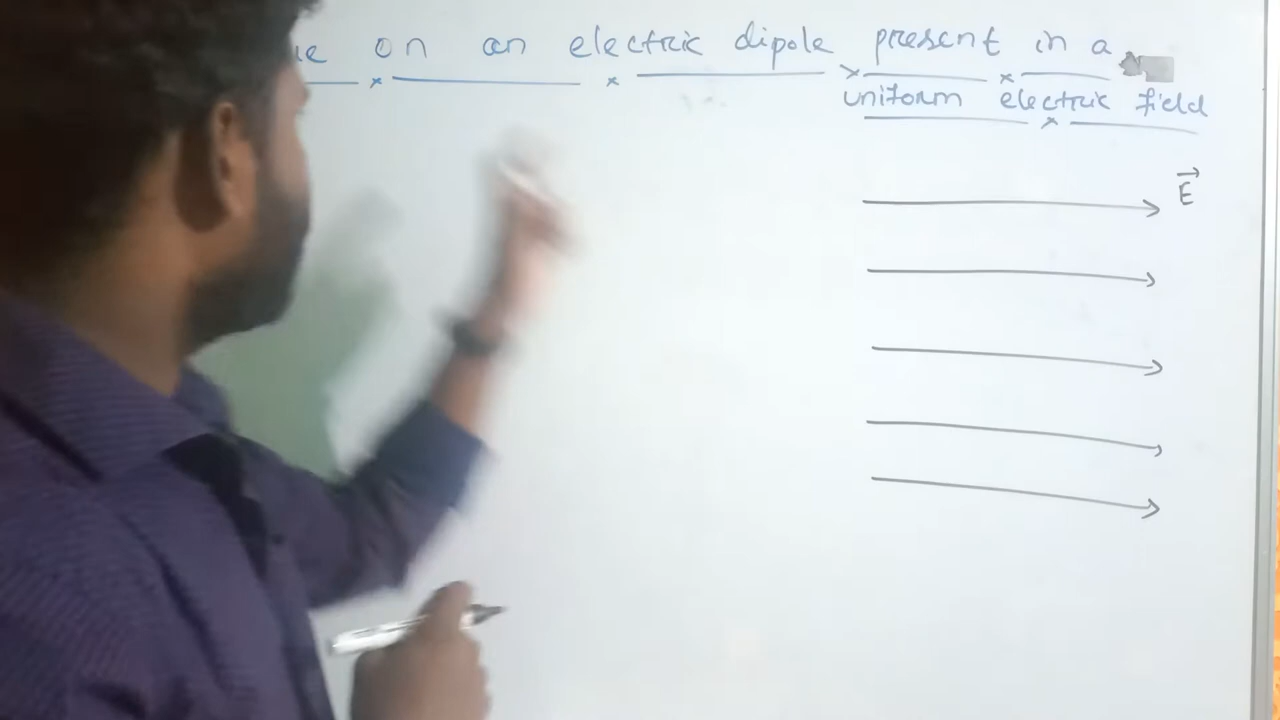 on an electric dipole present in a
uniform electric field
E